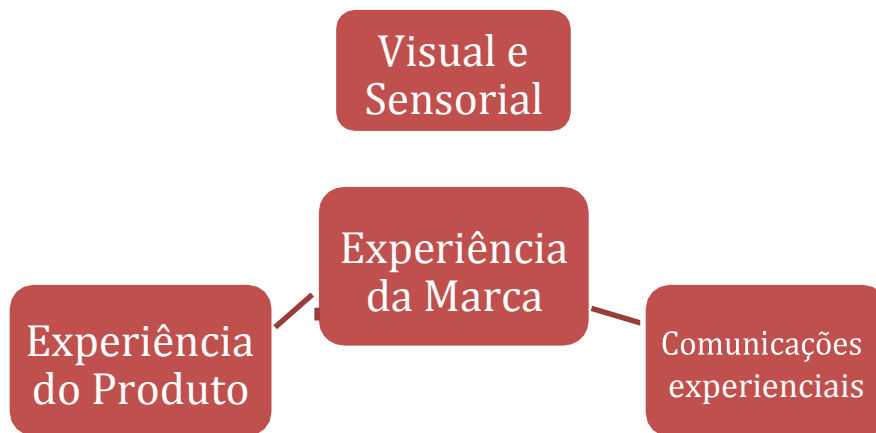 Visual e
Sensorial
Experiência
da Marca
Experiência
do Produto
Comunicações
experienciais